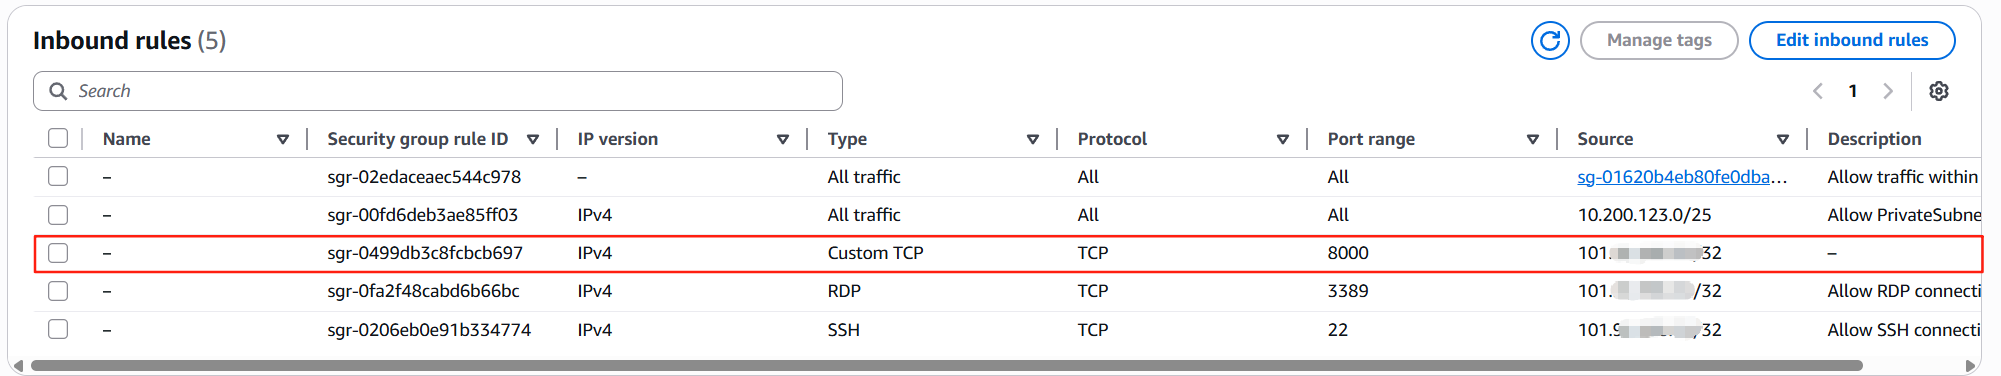 Inbound rules (5)
Manage tags
Edit inbound rules
Search
1
Name Security group rule ID IP version Type Protocol Port range Source Description
– sgr-02edaceaec544c978 – All traffic All All sg-01620b4eb80fe0dba... Allow traffic within
– sgr-00fd6deb3ae85ff03 IPv4 All traffic All All 10.200.123.0/25 Allow PrivateSubne
– sgr-0499db3c8fcbcb697 IPv4 Custom TCP TCP 8000 101. /32 –
– sgr-0fa2f48cabd6b66bc IPv4 RDP TCP 3389 101. /32 Allow RDP connecti
– sgr-0206eb0e91b334774 IPv4 SSH TCP 22 101. /32 Allow SSH connecti